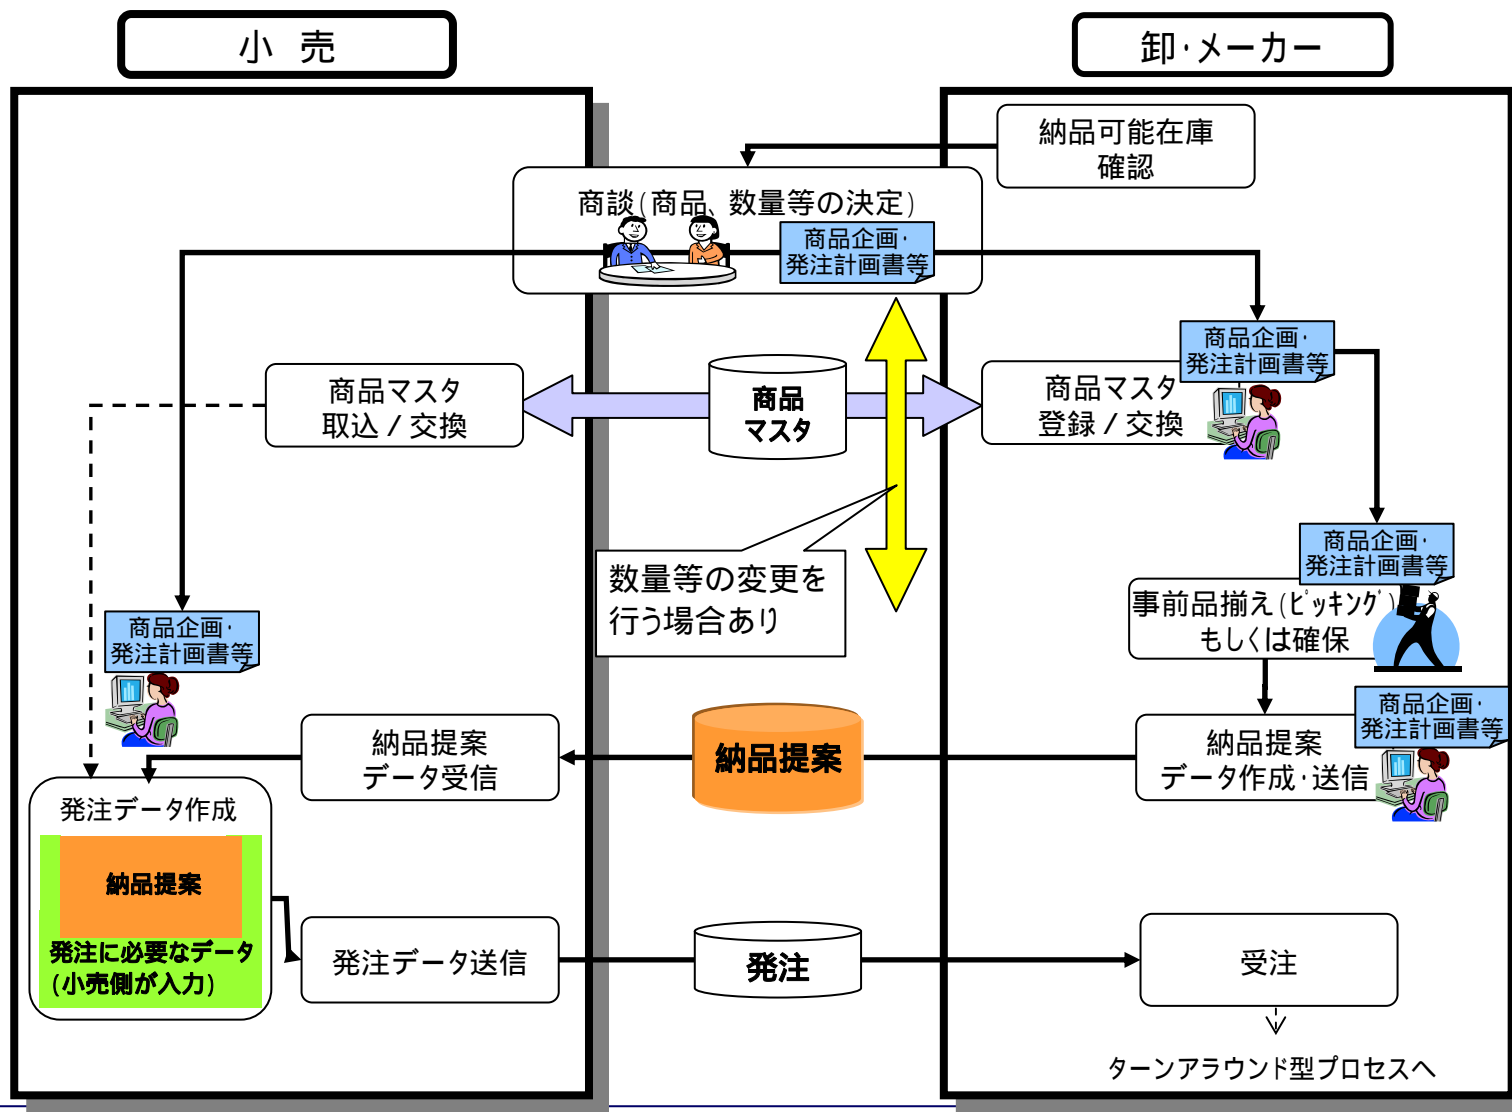 小 売
卸・メーカー
納品可能在庫
確認
商談(商品、数量等の決定)
商品企画・
発注計画書等
商品企画・
発注計画書等
商品マスタ
取込 / 交換
商品
マスタ
商品マスタ
登録 / 交換
商品企画・
発注計画書等
数量等の変更を
行う場合あり
事前品揃え(ピッキング)
もしくは確保
商品企画・
発注計画書等
商品企画・
発注計画書等
納品提案
データ受信
納品提案
納品提案
データ作成・送信
発注データ作成
納品提案
発注に必要なデータ
(小売側が入力)
発注データ送信
発注
受注
ターンアラウンド型プロセスへ